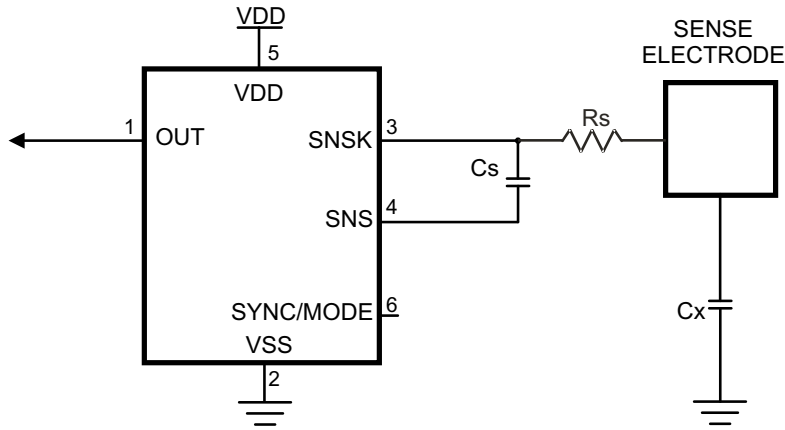 VDD
SENSE
ELECTRODE
5
VDD
1
OUT
SNSK
3
Rs
Cs
SNS
4
SYNC/MODE
6
Cx
VSS
2